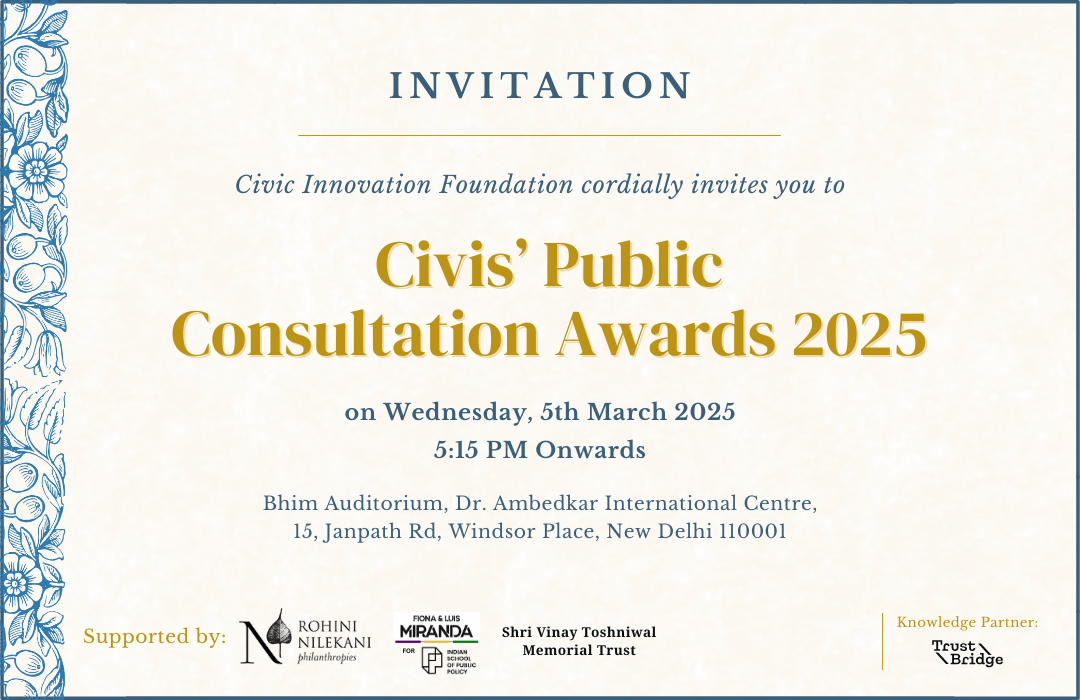 INVITATION
Civic Innovation Foundation cordially invites you to
Civis’ Public
Consultation Awards 2025
on Wednesday, 5th March 2025
5:15 PM Onwards
Bhim Auditorium, Dr. Ambedkar International Centre,
15, Janpath Rd, Windsor Place, New Delhi 110001
Supported by:
N
ROHINI
NILEKANI
philanthropies
FIONA & LUIS
MIRANDA
FOR
INDIAN
SCHOOL
OF PUBLIC
POLICY
Shri Vinay Toshniwal
Memorial Trust
Knowledge Partner:
Trust
Bridge